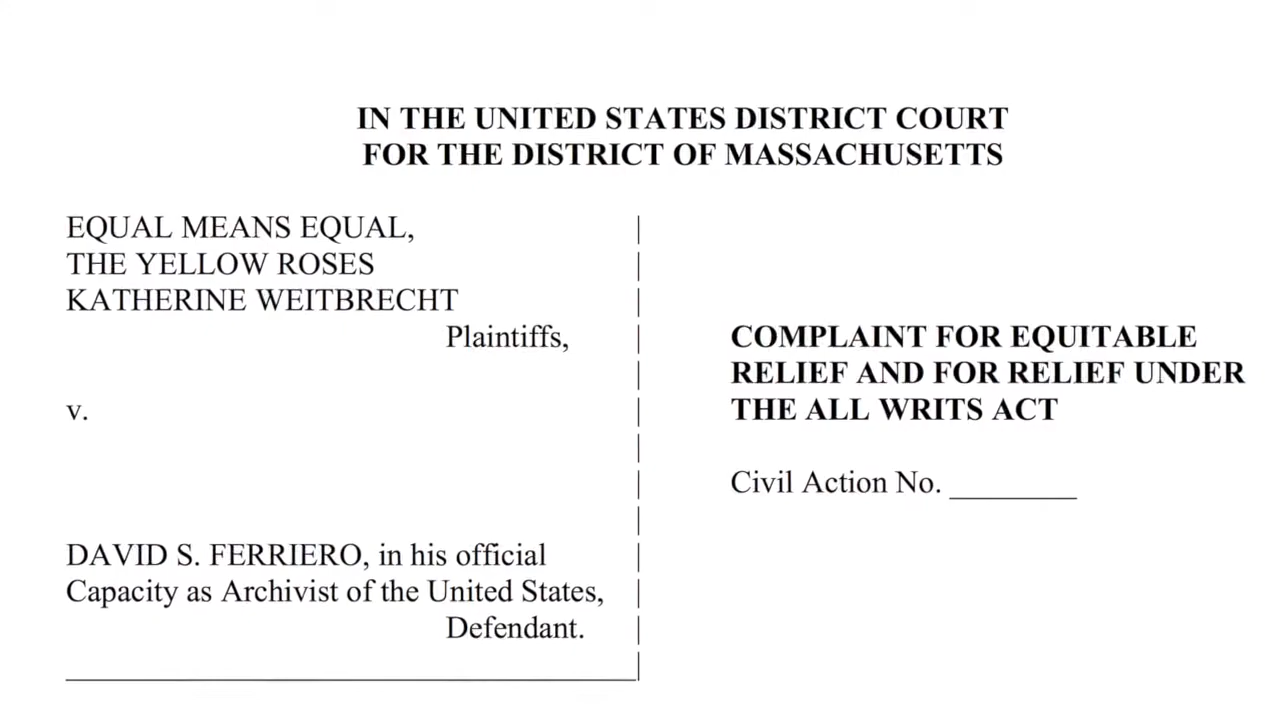 IN THE UNITED STATES DISTRICT COURT
FOR THE DISTRICT OF MASSACHUSETTS
EQUAL MEANS EQUAL,
THE YELLOW ROSES
KATHERINE WEITBRECHT
Plaintiffs,
v.
DAVID S. FERRIERO, in his official
Capacity as Archivist of the United States,
Defendant.
COMPLAINT FOR EQUITABLE
RELIEF AND FOR RELIEF UNDER
THE ALL WRITS ACT
Civil Action No. ________